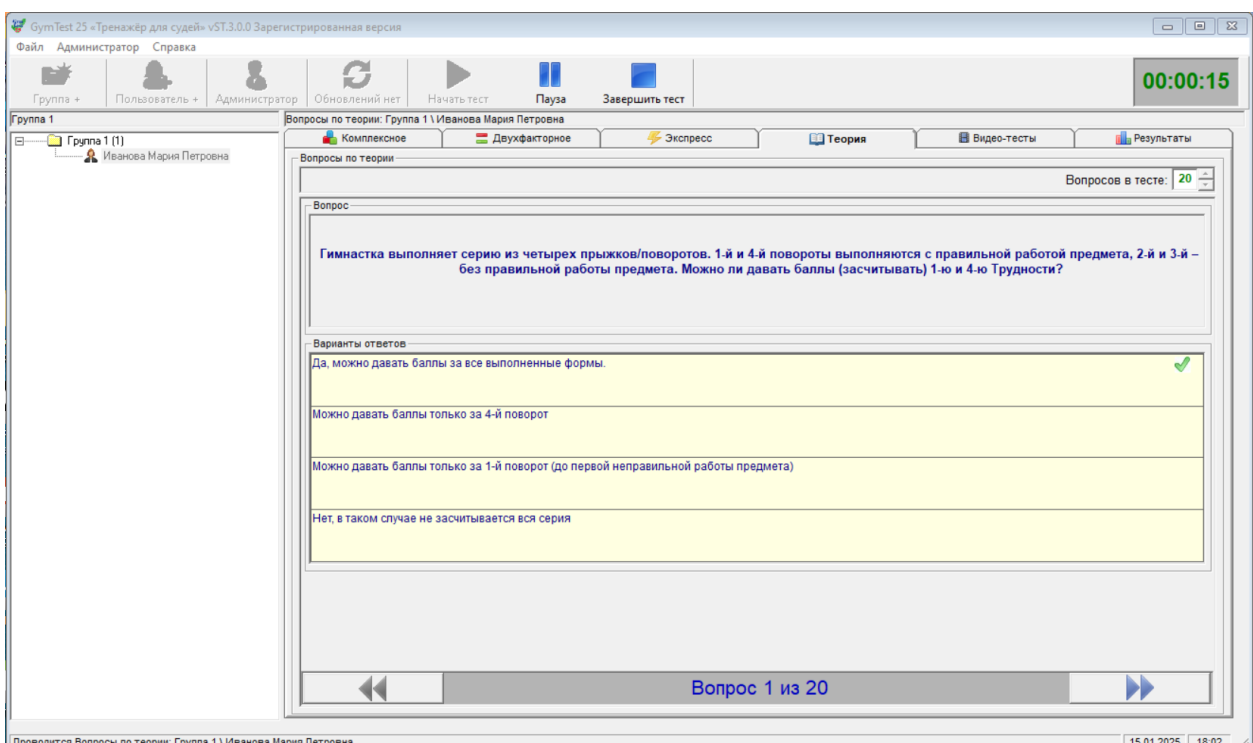 GymTest 25 «Тренажёр для судей» vST.3.0.0 Зарегистрированная версия
Файл Администратор Справка
Группа + Пользователь + Администратор Обновлений нет Начать тест Пауза Завершить тест 00:00:15
Группа 1
Вопросы по теории: Группа 1 \ Иванова Мария Петровна
Группа 1 (1)
Иванова Мария Петровна
Комплексное Двухфакторное Экспресс Теория Видео-тесты Результаты
Вопросы по теории
Вопросов в тесте: 20
Вопрос
Гимнастка выполняет серию из четырех прыжков/поворотов. 1-й и 4-й повороты выполняются с правильной работой предмета, 2-й и 3-й –
без правильной работы предмета. Можно ли давать баллы (засчитывать) 1-ю и 4-ю Трудности?
Варианты ответов
Да, можно давать баллы за все выполненные формы.
Можно давать баллы только за 4-й поворот
Можно давать баллы только за 1-й поворот (до первой неправильной работы предмета)
Нет, в таком случае не засчитывается вся серия
Вопрос 1 из 20
Проводится Вопросы по теории: Группа 1 \ Иванова Мария Петровна
15.01.2025 18:02